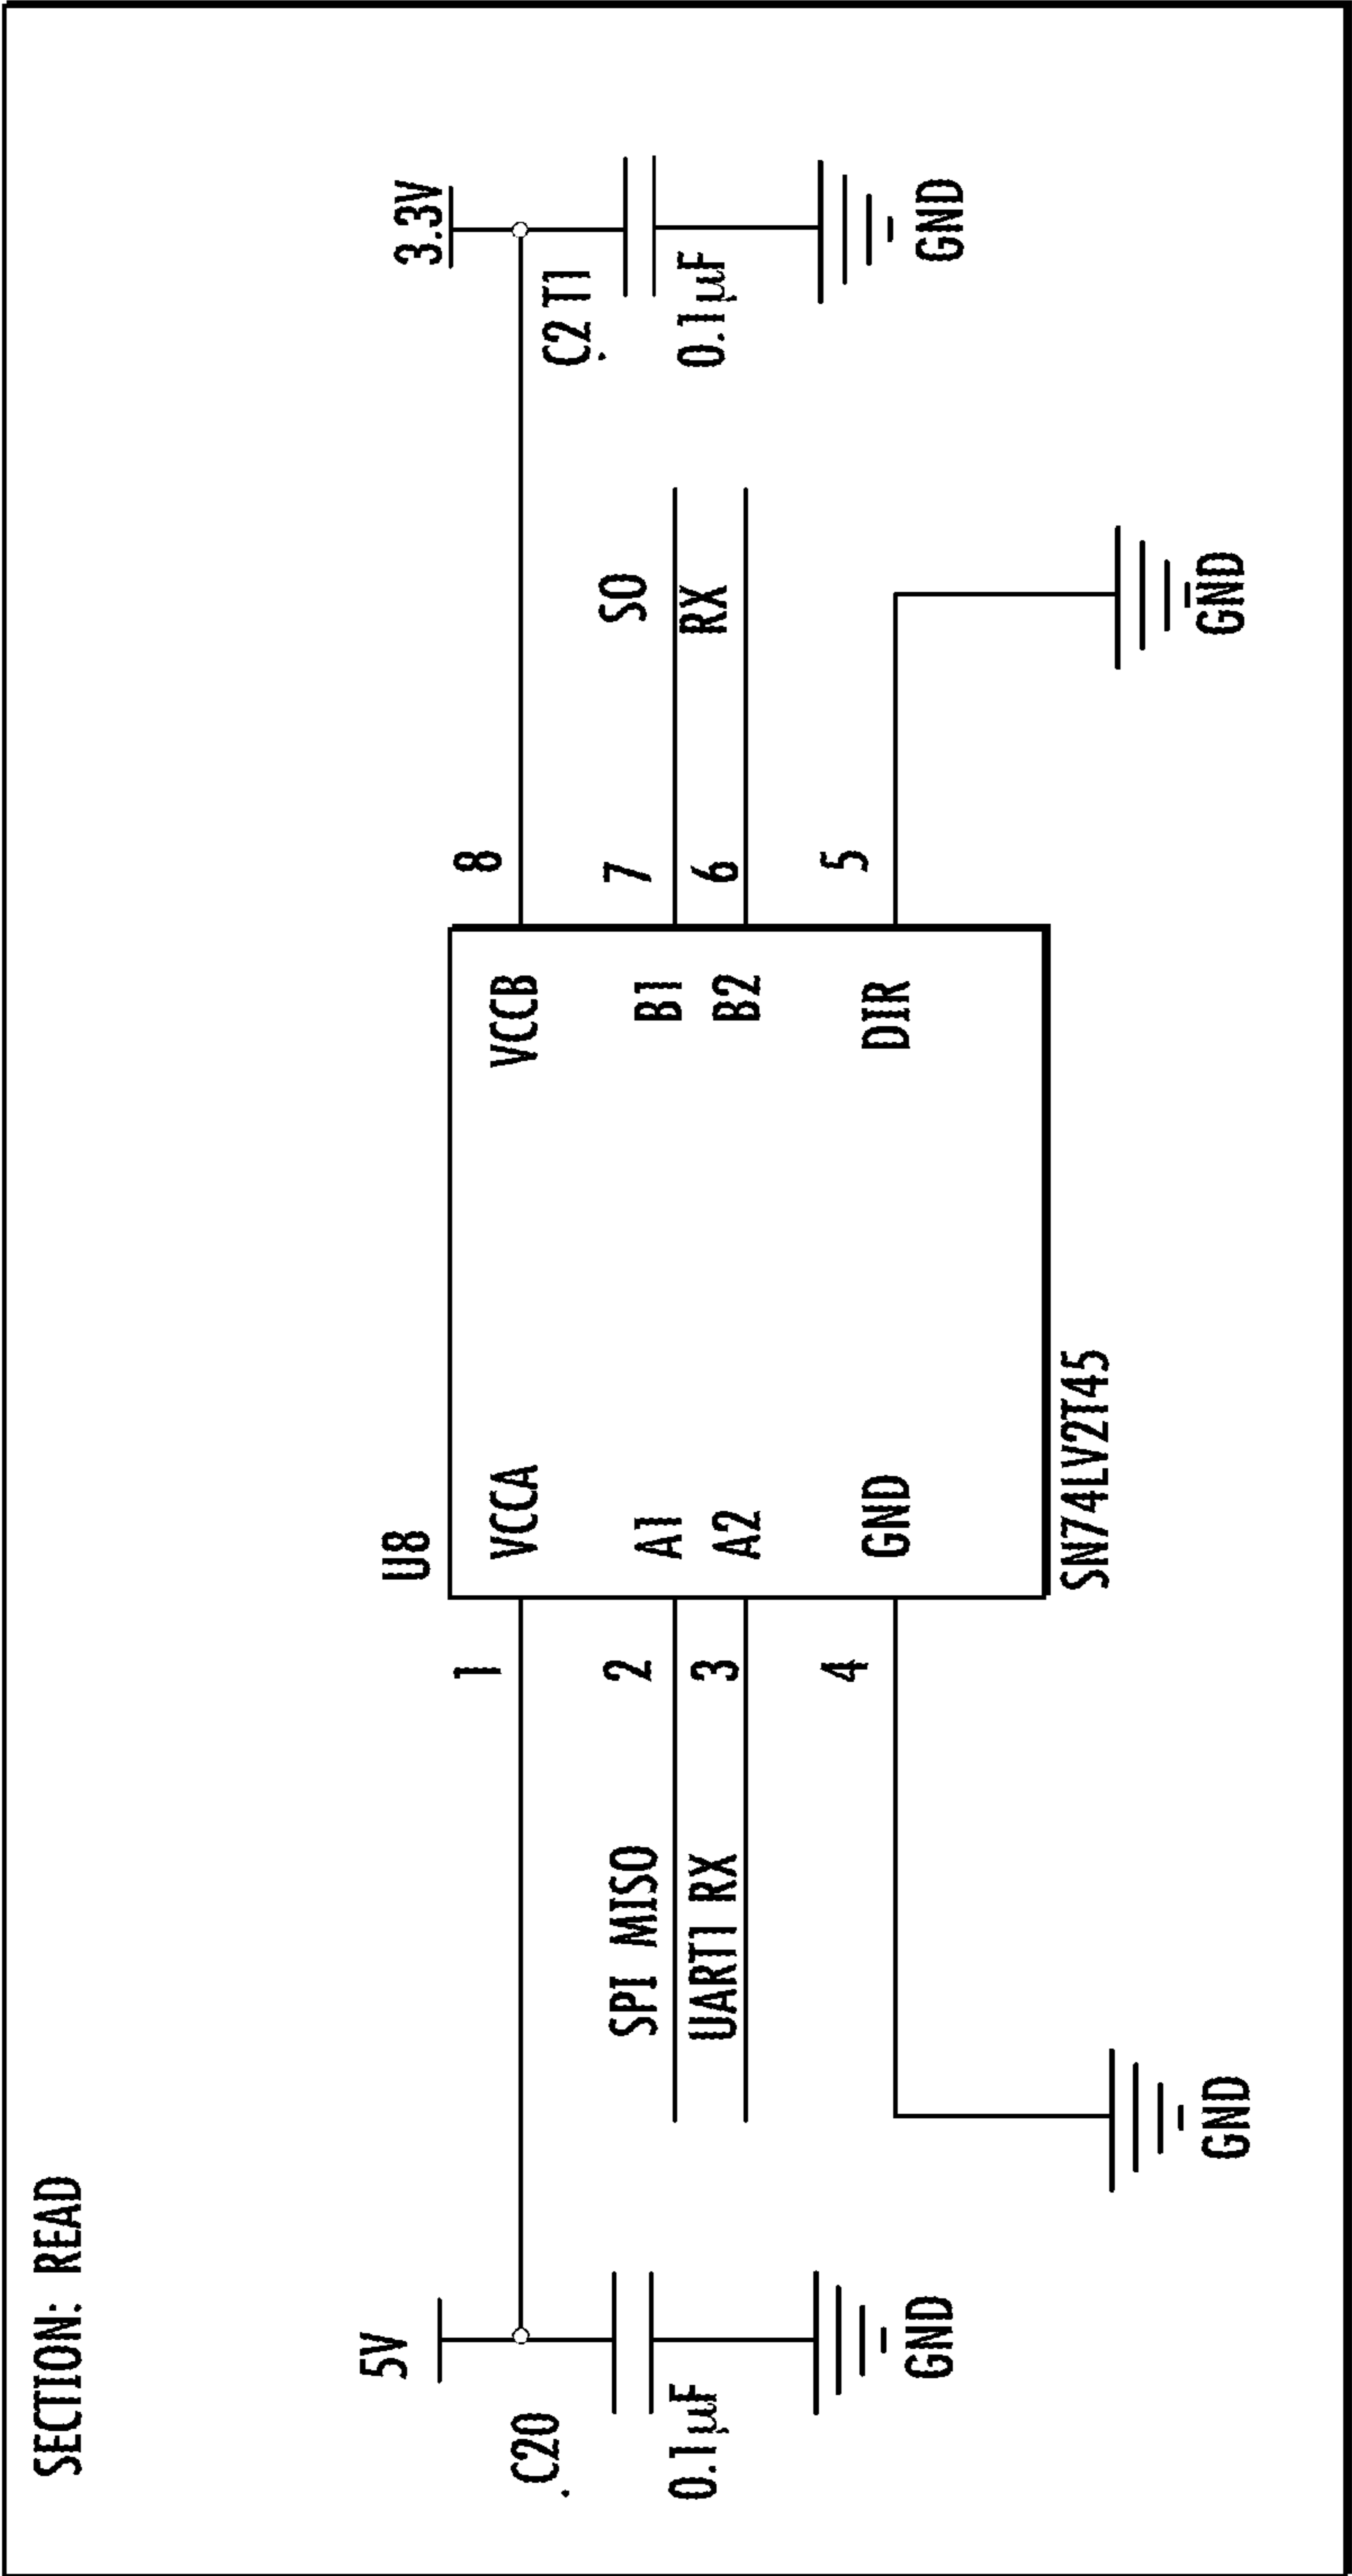 SECTION: READ
5V
C20
0.1µF
GND
U8
1
VCCA
VCCB
8
SPI MISO
2
A1
B1
7
SO
UART1 RX
3
A2
B2
6
RX
4
GND
DIR
5
SN74LV2T45
GND
GND
3.3V
C2 T1
0.1µF
GND